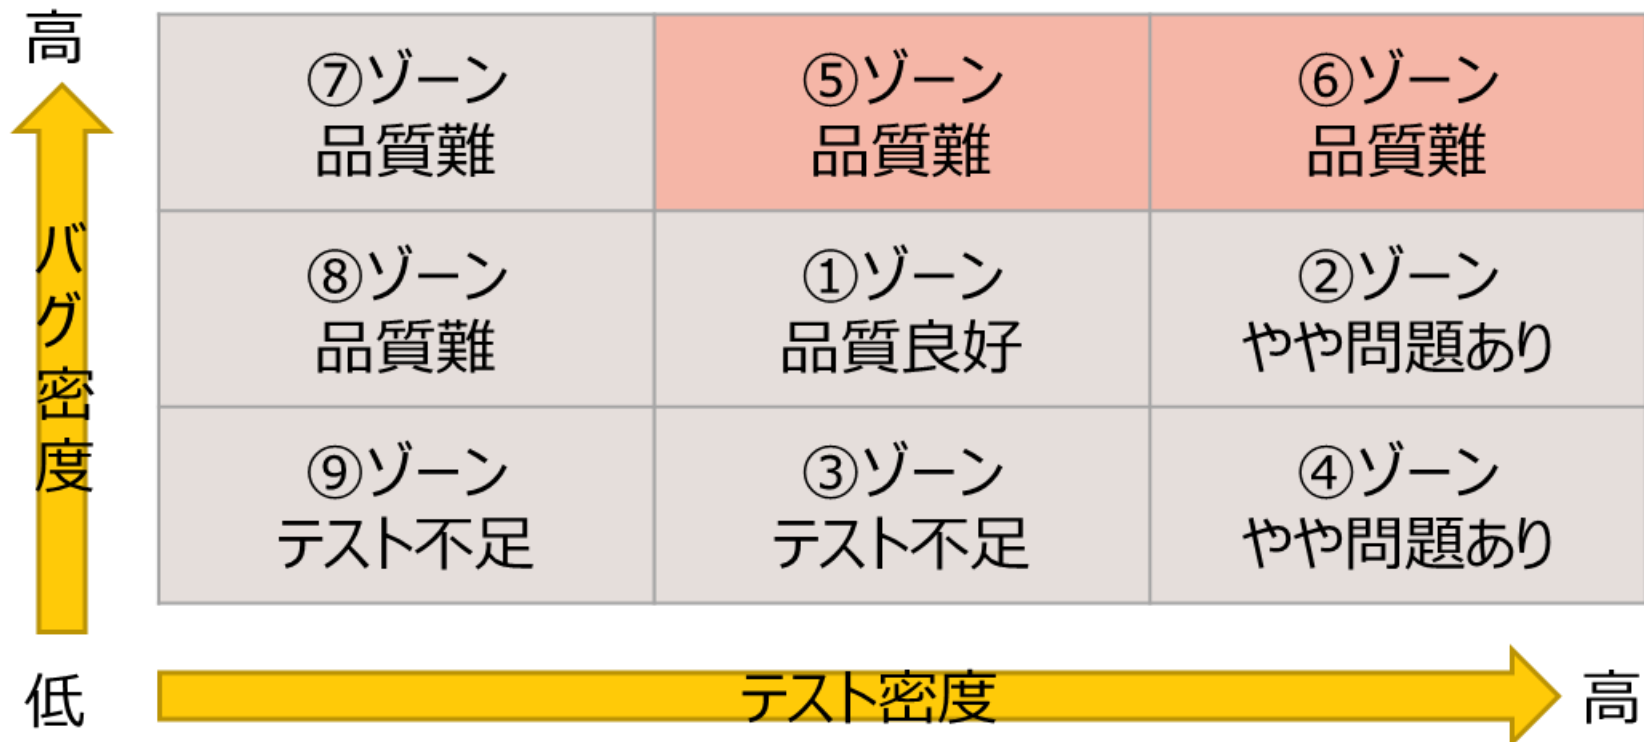 高
⑦ゾーン
品質難
⑤ゾーン
品質難
⑥ゾーン
品質難
バグ密度
⑧ゾーン
品質難
①ゾーン
品質良好
②ゾーン
やや問題あり
⑨ゾーン
テスト不足
③ゾーン
テスト不足
④ゾーン
やや問題あり
低
テスト密度
高